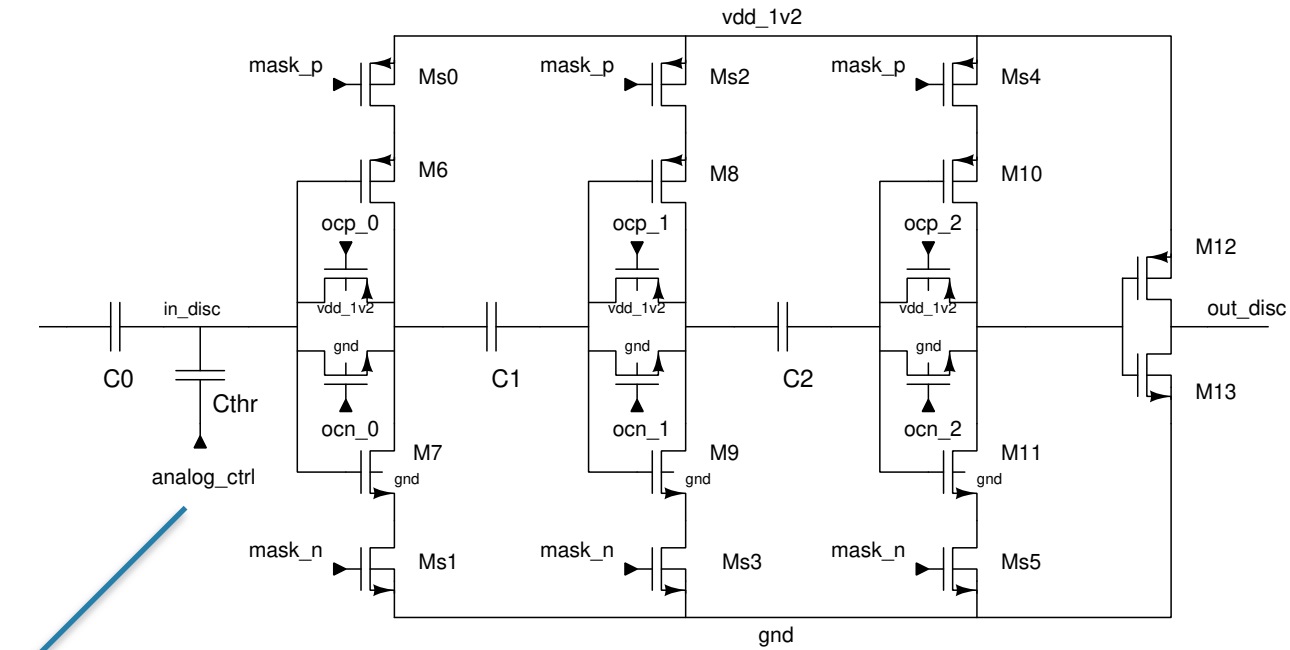 vdd_1v2
mask_p
Ms0
mask_p
Ms2
mask_p
Ms4
M6
M8
M10
ocp_0
ocp_1
ocp_2
M12
in_disc
vdd_1v2
vdd_1v2
vdd_1v2
out_disc
gnd
gnd
gnd
C0
Cthr
C1
C2
M13
ocn_0
ocn_1
ocn_2
M7
M9
M11
analog_ctrl
gnd
gnd
gnd
mask_n
Ms1
mask_n
Ms3
mask_n
Ms5
gnd